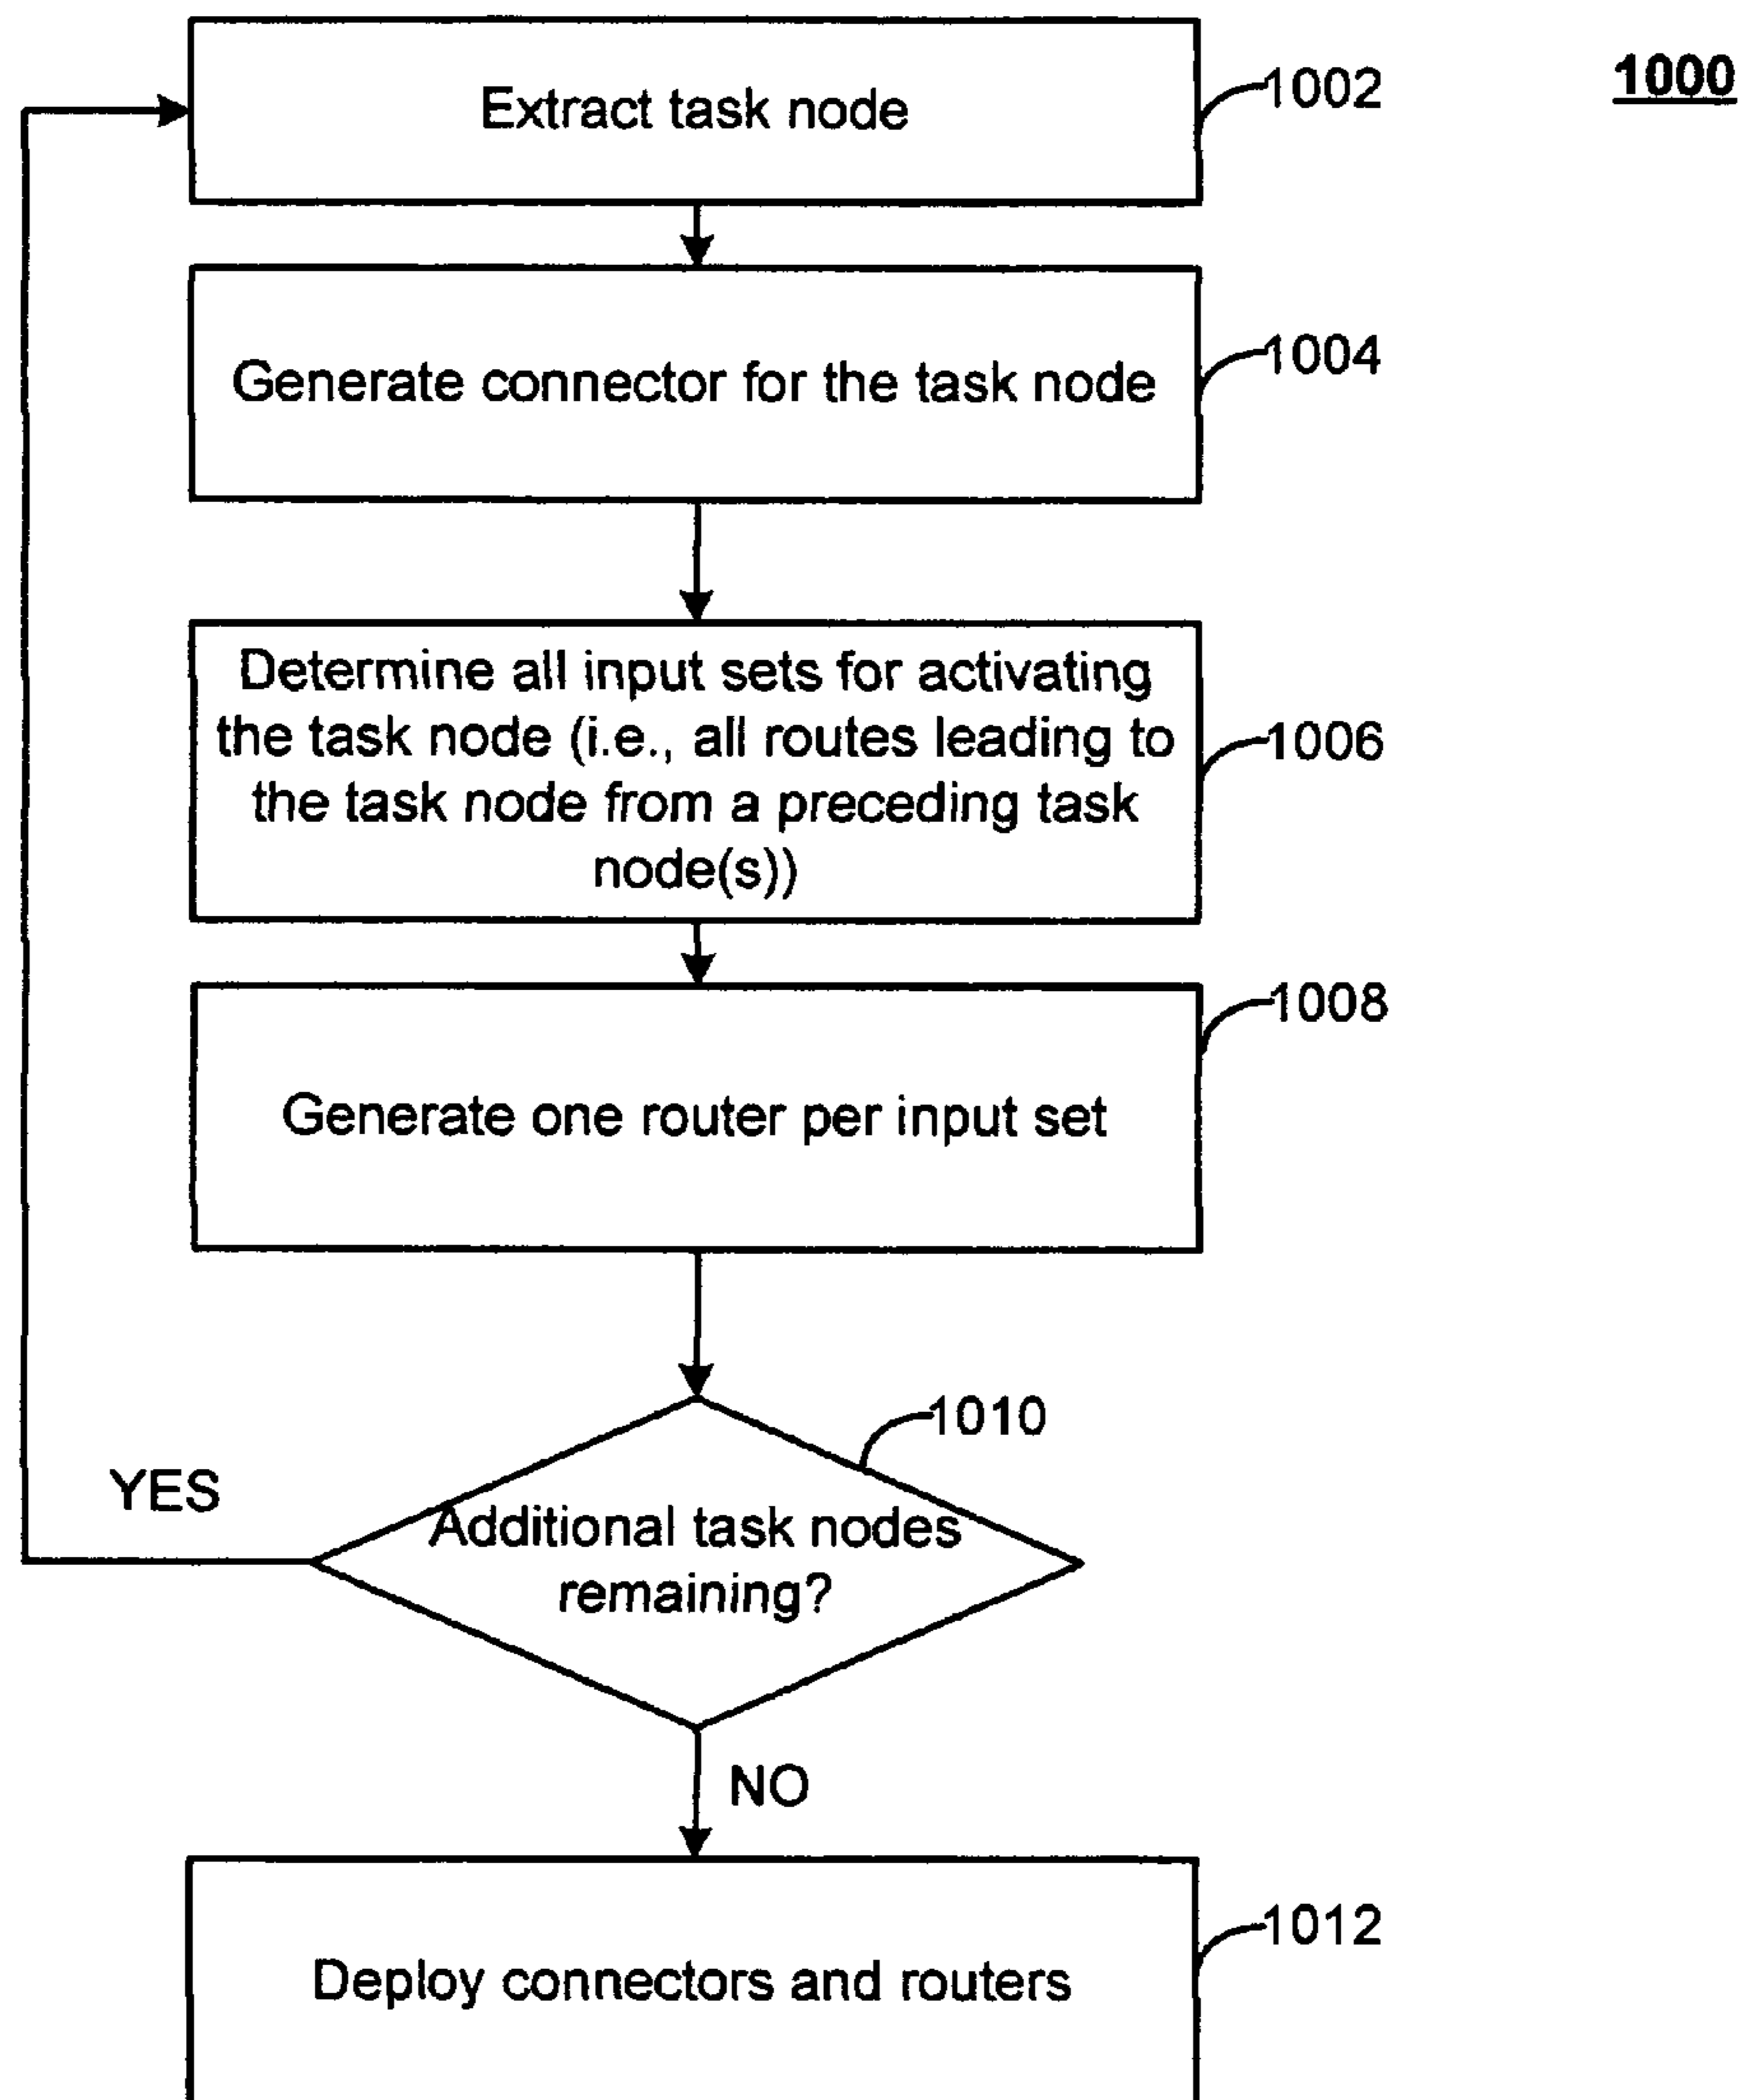 1000
Extract task node
1002
Generate connector for the task node
1004
Determine all input sets for activating
the task node (i.e., all routes leading to
the task node from a preceding task
node(s))
1006
Generate one router per input set
1008
1010
YES
Additional task nodes
remaining?
NO
Deploy connectors and routers
1012